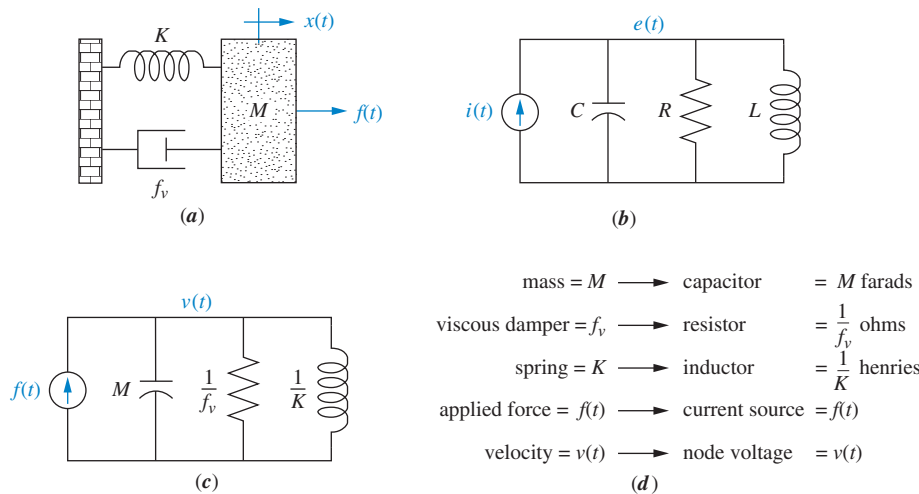 x(t)
K
M
f(t)
f_v
(a)
e(t)
i(t)
C
R
L
(b)
v(t)
f(t)
M
1/f_v
1/K
(c)
mass = M → capacitor = M farads
viscous damper = f_v → resistor = 1/f_v ohms
spring = K → inductor = 1/K henries
applied force = f(t) → current source = f(t)
velocity = v(t) → node voltage = v(t)
(d)